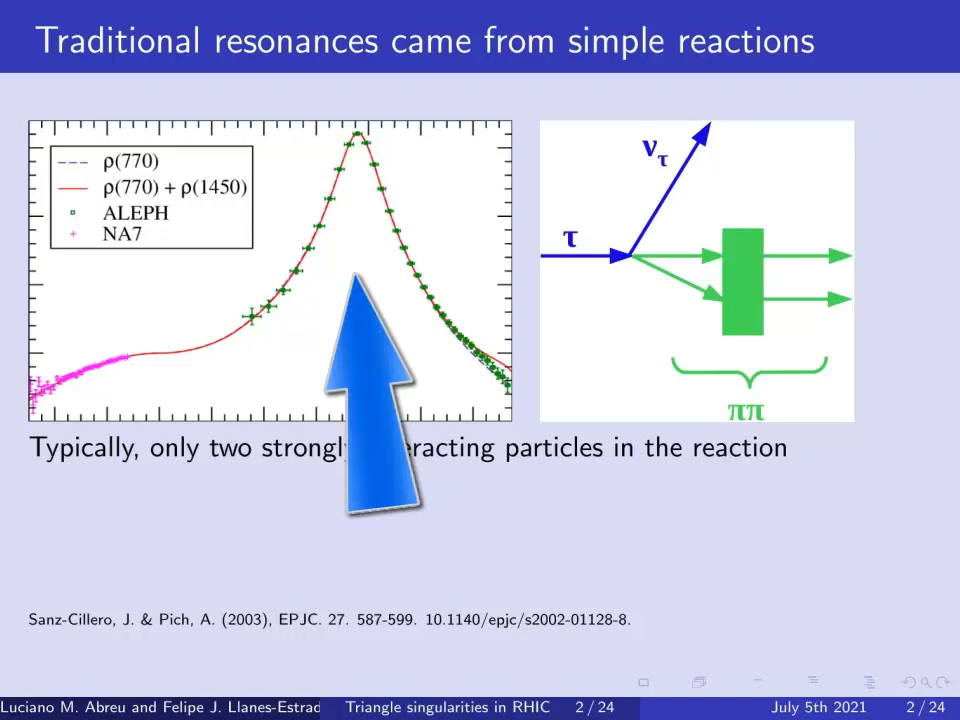 Traditional resonances came from simple reactions
ρ(770)
ρ(770) + ρ(1450)
ALEPH
NA7
ντ
τ
ππ
Typically, only two strongly eracting particles in the reaction
Sanz-Cillero, J. & Pich, A. (2003), EPJC. 27. 587-599. 10.1140/epjc/s2002-01128-8.
Luciano M. Abreu and Felipe J. Llanes-Estrad Triangle singularities in RHIC 2 / 24 July 5th 2021 2 / 24